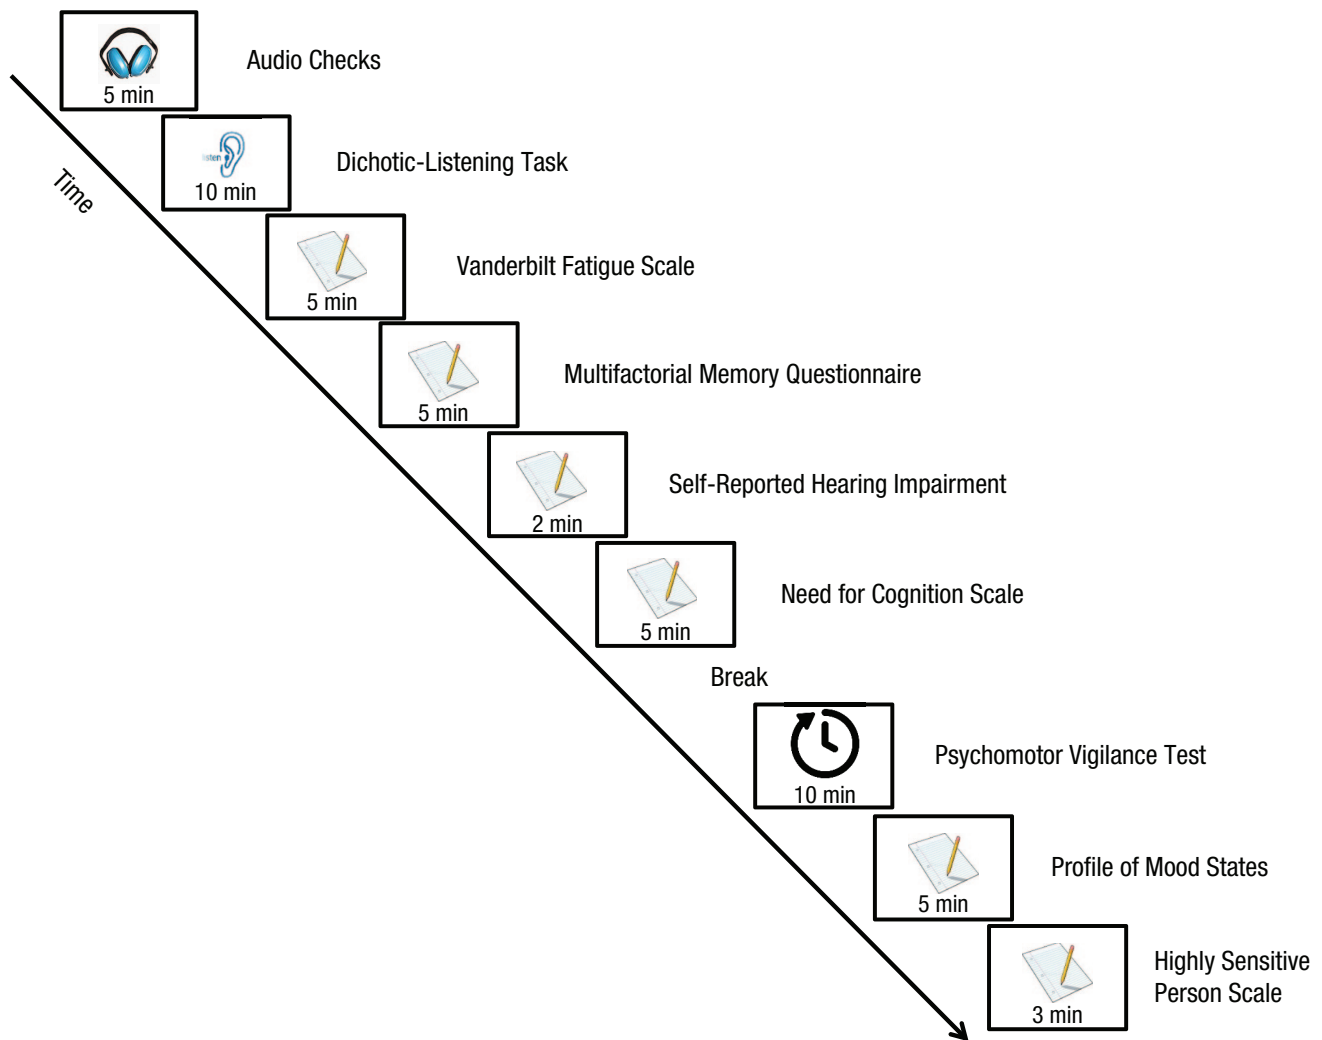 5 min
Audio Checks
listen
10 min
Dichotic-Listening Task
Time
5 min
Vanderbilt Fatigue Scale
5 min
Multifactorial Memory Questionnaire
2 min
Self-Reported Hearing Impairment
5 min
Need for Cognition Scale
Break
10 min
Psychomotor Vigilance Test
5 min
Profile of Mood States
3 min
Highly Sensitive
Person Scale